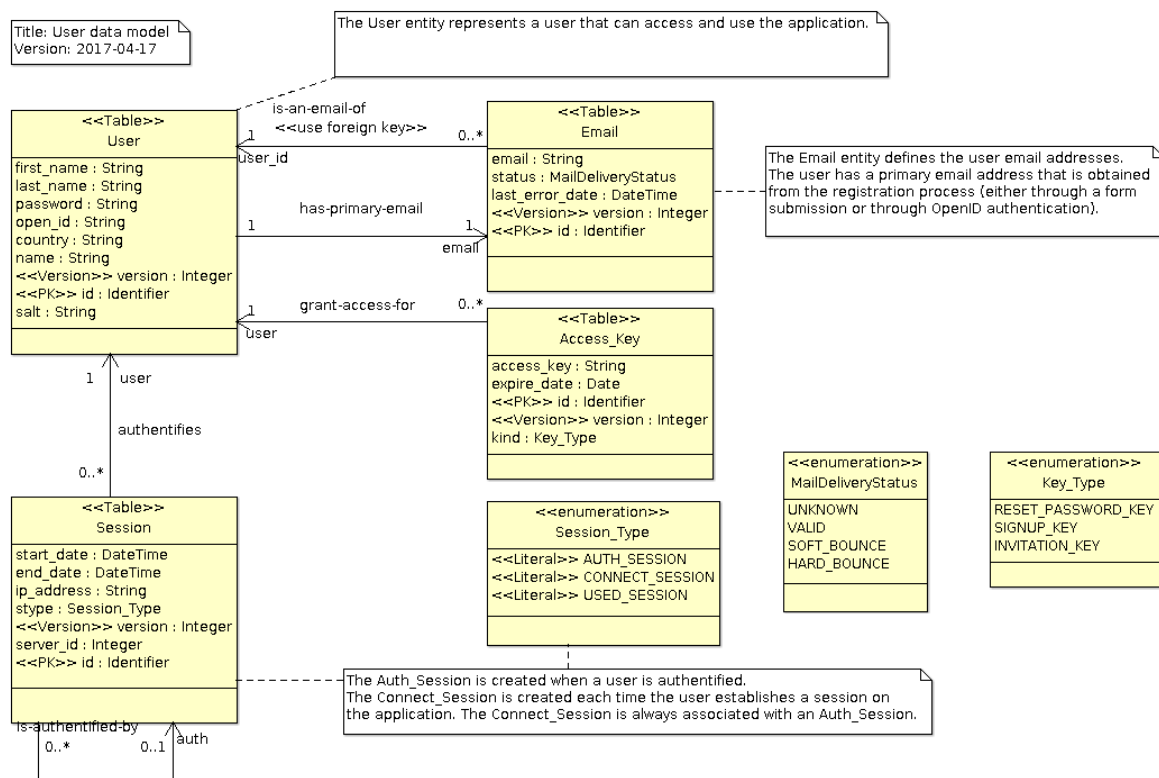 Title: User data model
Version: 2017-04-17
The User entity represents a user that can access and use the application.
<<Table>>
User
first_name : String
last_name : String
password : String
open_id : String
country : String
name : String
<<Version>> version : Integer
<<PK>> id : Identifier
salt : String
is-an-email-of
<<use foreign key>>
1
0..*
user_id
has-primary-email
1
1
email
grant-access-for
1
0..*
user
<<Table>>
Email
email : String
status : MailDeliveryStatus
last_error_date : DateTime
<<Version>> version : Integer
<<PK>> id : Identifier
The Email entity defines the user email addresses.
The user has a primary email address that is obtained
from the registration process (either through a form
submission or through OpenID authentication).
<<Table>>
Access_Key
access_key : String
expire_date : Date
<<PK>> id : Identifier
<<Version>> version : Integer
kind : Key_Type
1
user
authentifies
0..*
<<Table>>
Session
start_date : DateTime
end_date : DateTime
ip_address : String
stype : Session_Type
<<Version>> version : Integer
server_id : Integer
<<PK>> id : Identifier
<<enumeration>>
Session_Type
<<Literal>> AUTH_SESSION
<<Literal>> CONNECT_SESSION
<<Literal>> USED_SESSION
<<enumeration>>
MailDeliveryStatus
UNKNOWN
VALID
SOFT_BOUNCE
HARD_BOUNCE
<<enumeration>>
Key_Type
RESET_PASSWORD_KEY
SIGNUP_KEY
INVITATION_KEY
The Auth_Session is created when a user is authentified.
The Connect_Session is created each time the user establishes a session on
the application. The Connect_Session is always associated with an Auth_Session.
is-authentified-by
0..*
0..1
auth